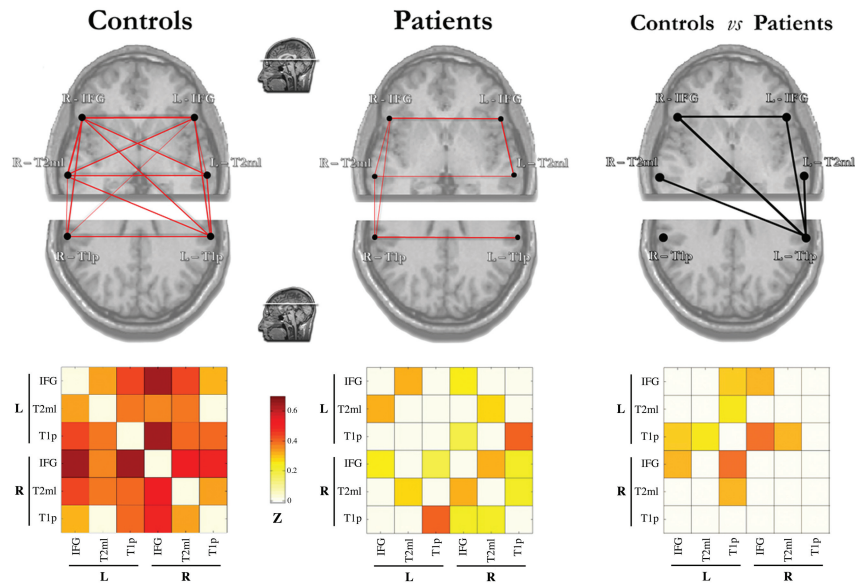 Controls
Patients
Controls vs Patients
R - IFG
L - IFG
R – T2ml
L – T2ml
R – T1p
L – T1p
R - IFG
L - IFG
R – T2ml
L – T2ml
R – T1p
L – T1p
R - IFG
L - IFG
R – T2ml
L – T2ml
R – T1p
L – T1p
L
IFG
T2ml
T1p
R
IFG
T2ml
T1p
IFG
T2ml
T1p
IFG
T2ml
T1p
L
R
0.6
0.4
0.2
0
Z
L
IFG
T2ml
T1p
R
IFG
T2ml
T1p
IFG
T2ml
T1p
IFG
T2ml
T1p
L
R
L
IFG
T2ml
T1p
R
IFG
T2ml
T1p
IFG
T2ml
T1p
IFG
T2ml
T1p
L
R